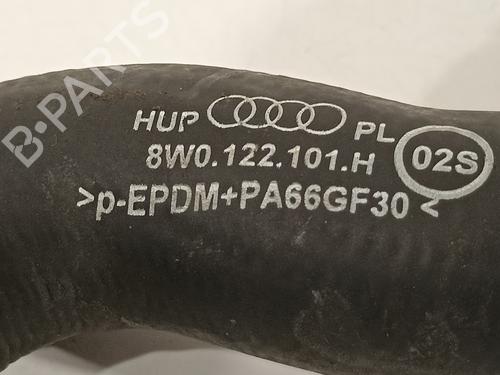 HUP PL
8W0.122.101.H 02S
>p-EPDM+PA66GF30<
B-PARTS